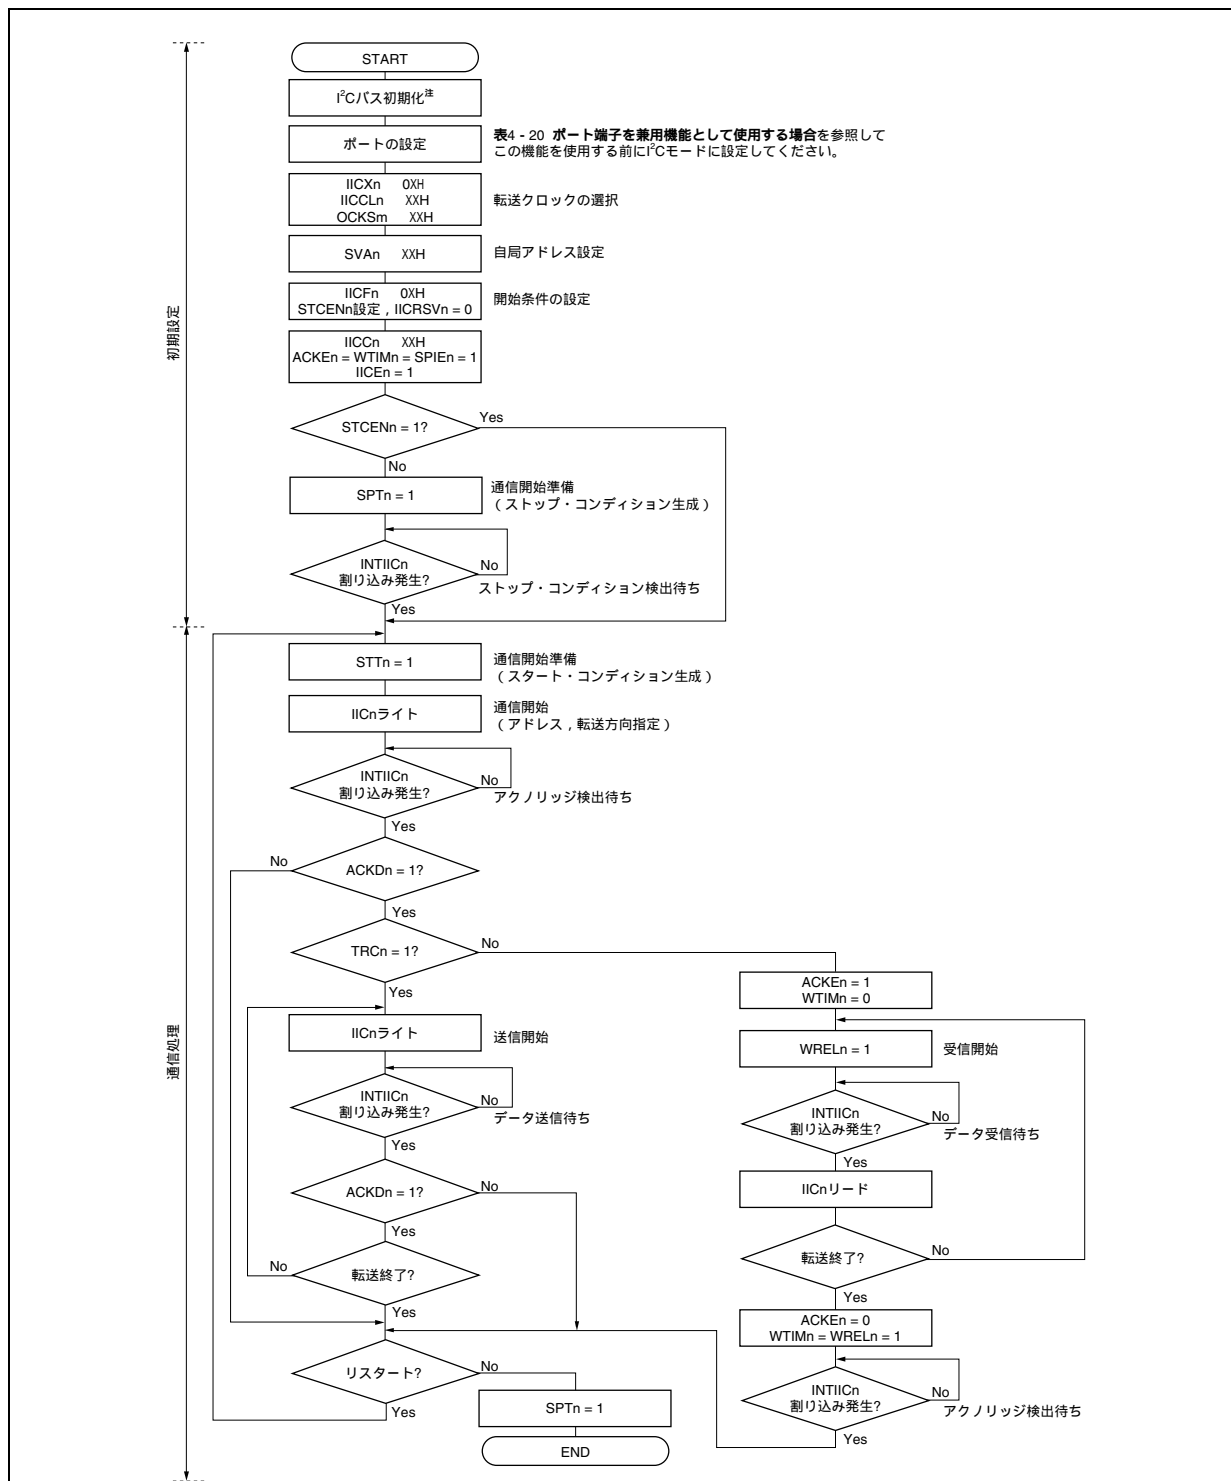 START
I²Cバス初期化注
ポートの設定
表4 - 20 ポート端子を兼用機能として使用する場合を参照して
この機能を使用する前にI²Cモードに設定してください。
IICXn 0XH
IICCLn XXH
OCKSm XXH
転送クロックの選択
SVAn XXH
自局アドレス設定
IICFn 0XH
STCENn設定 , IICRSVn = 0
開始条件の設定
IICCn XXH
ACKEn = WTIMn = SPIEn = 1
IICEn = 1
初期設定
STCENn = 1?
Yes
No
SPTn = 1
通信開始準備
( ストップ・コンディション生成 )
INTIICn
割り込み発生?
No
ストップ・コンディション検出待ち
Yes
STTn = 1
通信開始準備
( スタート・コンディション生成 )
IICnライト
通信開始
( アドレス , 転送方向指定 )
INTIICn
割り込み発生?
No
アクノリッジ検出待ち
Yes
No
ACKDn = 1?
Yes
TRCn = 1?
No
Yes
通信処理
IICnライト
送信開始
INTIICn
割り込み発生?
No
データ送信待ち
Yes
ACKDn = 1?
No
Yes
No
転送終了?
Yes
リスタート?
No
Yes
SPTn = 1
END
ACKEn = 1
WTIMn = 0
WRELn = 1
受信開始
INTIICn
割り込み発生?
No
データ受信待ち
Yes
IICnリード
転送終了?
No
Yes
ACKEn = 0
WTIMn = WRELn = 1
INTIICn
割り込み発生?
No
アクノリッジ検出待ち
Yes